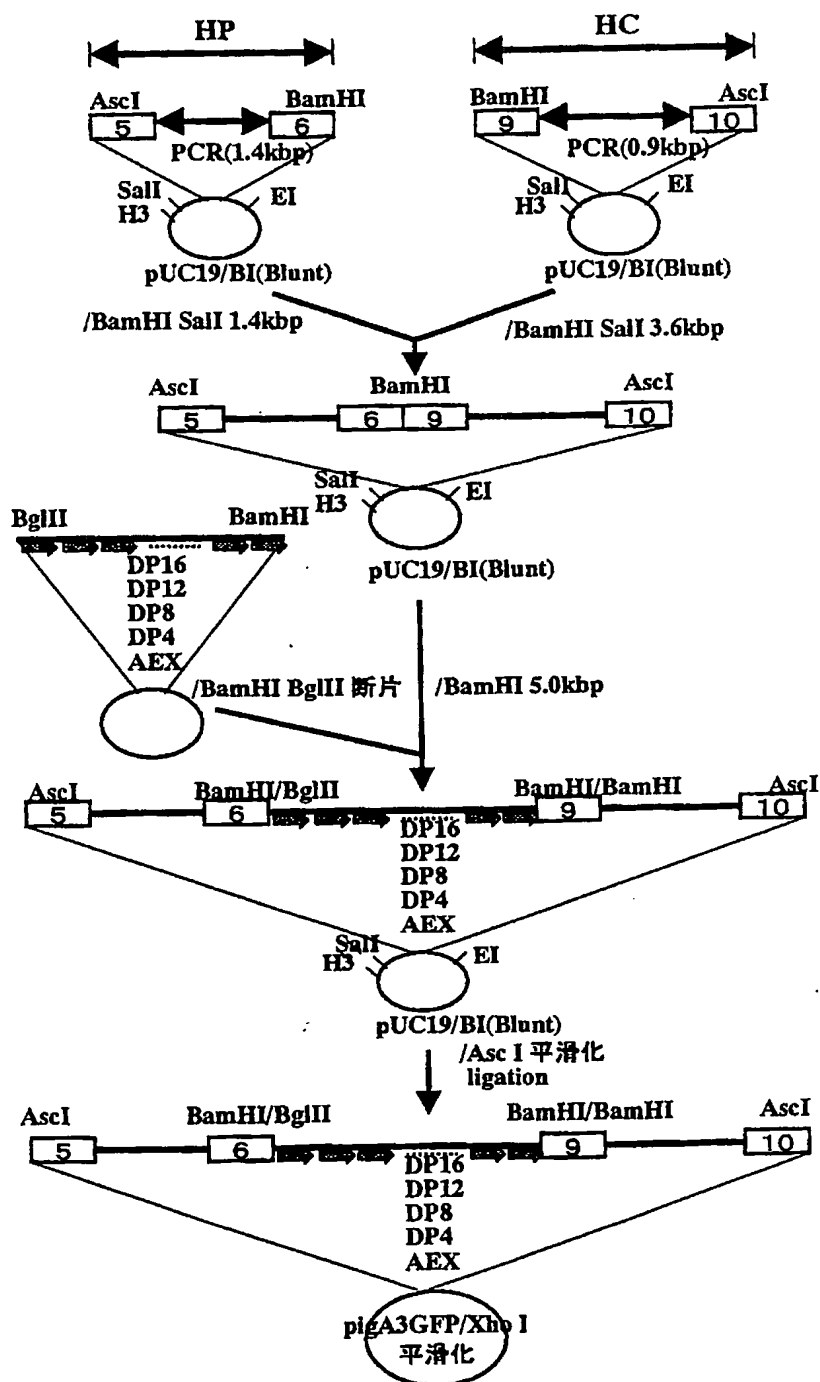 HP
HC
AscI
BamHI
5
6
PCR(1.4kbp)
BamHI
AscI
9
10
PCR(0.9kbp)
SalI
H3
EI
pUC19/BI(Blunt)
SalI
H3
EI
pUC19/BI(Blunt)
/BamHI SalI 1.4kbp
/BamHI SalI 3.6kbp
AscI
BamHI
AscI
5
6
9
10
SalI
H3
EI
pUC19/BI(Blunt)
BglII
BamHI
DP16
DP12
DP8
DP4
AEX
/BamHI BglII 断片
/BamHI 5.0kbp
AscI
BamHI/BglII
BamHI/BamHI
AscI
5
6
9
10
DP16
DP12
DP8
DP4
AEX
SalI
H3
EI
pUC19/BI(Blunt)
/Asc I 平滑化
ligation
AscI
BamHI/BglII
BamHI/BamHI
AscI
5
6
9
10
DP16
DP12
DP8
DP4
AEX
pigA3GFP/Xho I
平滑化